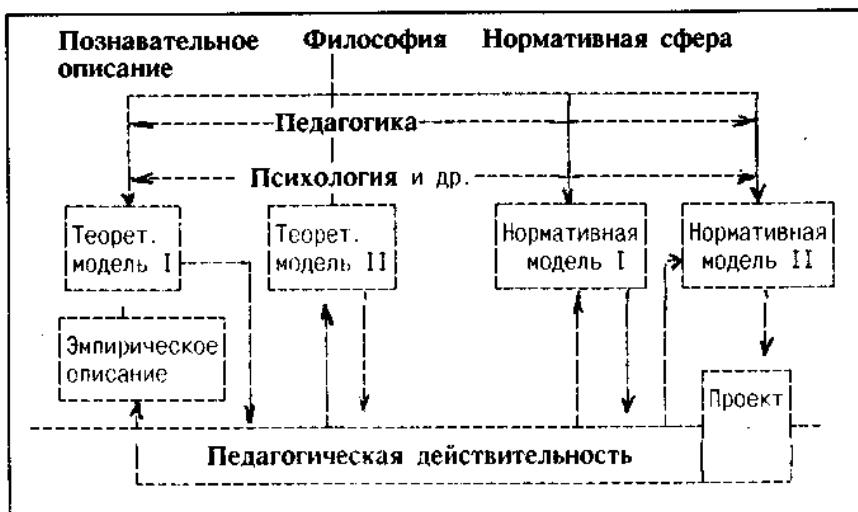 Познавательное описание
Философия
Нормативная сфера
Педагогика
Психология и др.
Теорет.
модель I
Теорет.
модель II
Нормативная
модель I
Нормативная
модель II
Эмпирическое
описание
Проект
Педагогическая действительность